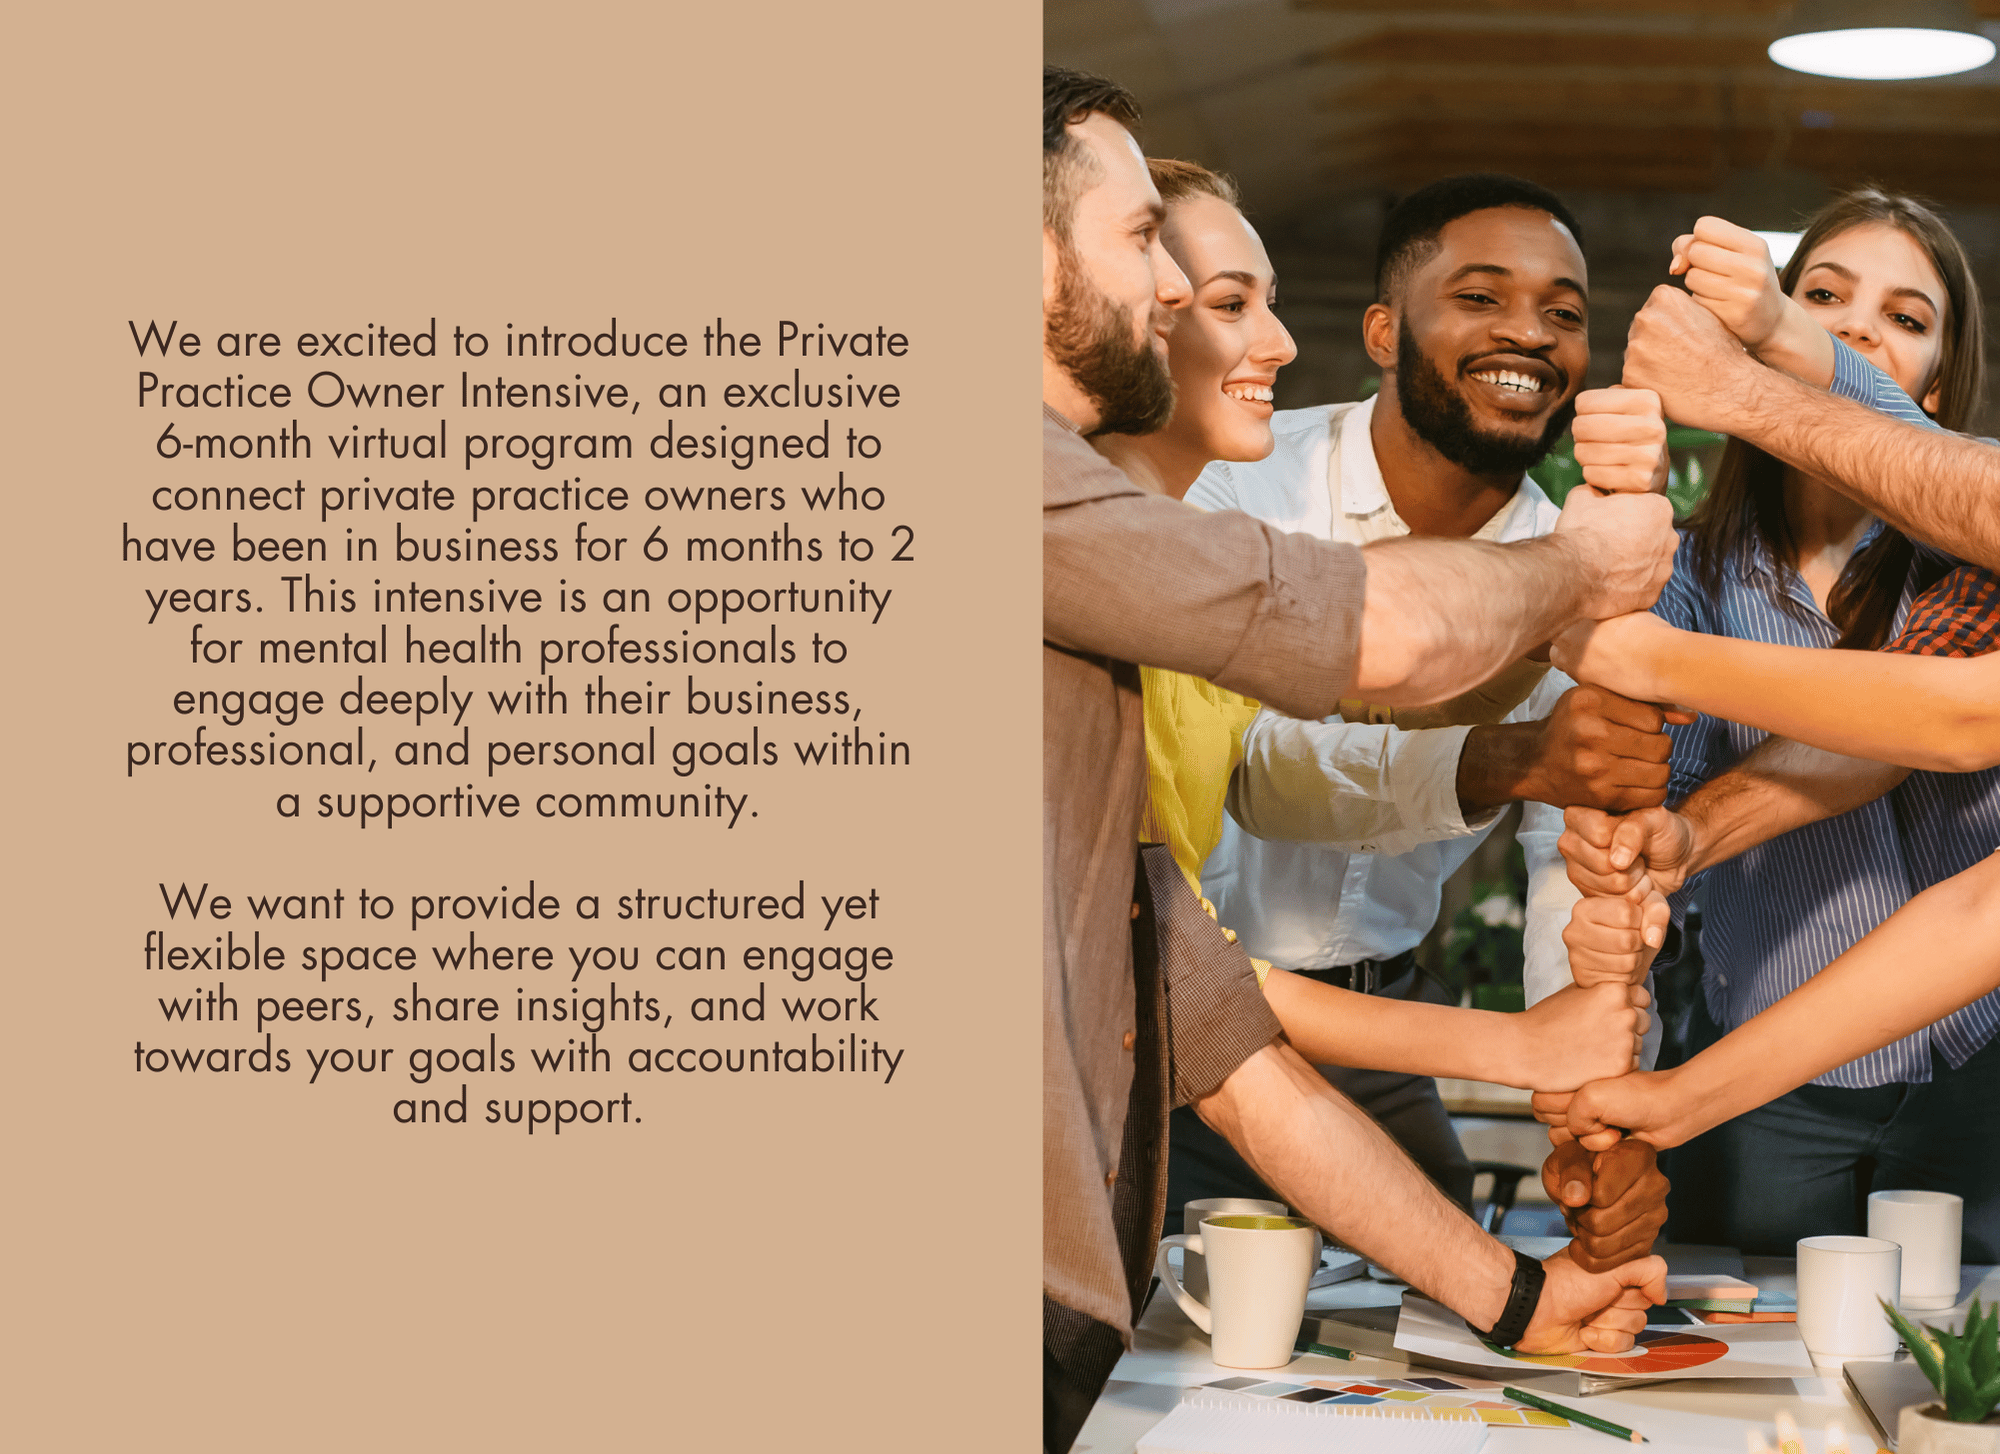 We are excited to introduce the Private
Practice Owner Intensive, an exclusive
6-month virtual program designed to
connect private practice owners who
have been in business for 6 months to 2
years. This intensive is an opportunity
for mental health professionals to
engage deeply with their business,
professional, and personal goals within
a supportive community.
We want to provide a structured yet
flexible space where you can engage
with peers, share insights, and work
towards your goals with accountability
and support.